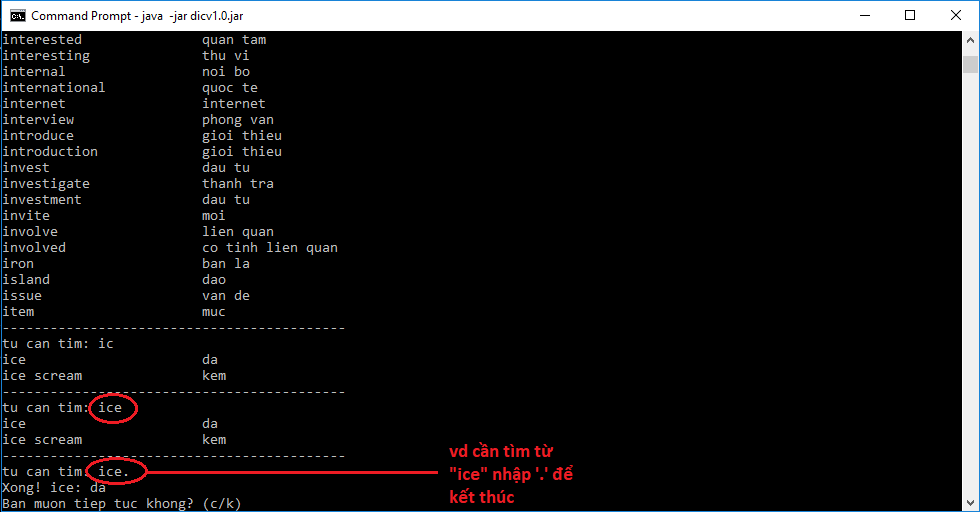 Command Prompt - java -jar dicv1.0.jar
interested quan tam
interesting thu vi
internal noi bo
international quoc te
internet internet
interview phong van
introduce gioi thieu
introduction gioi thieu
invest dau tu
investigate thanh tra
investment dau tu
invite moi
involve lien quan
involved co tinh lien quan
iron ban la
island dao
issue van de
item muc
-------------------------------------------
tu can tim: ic
ice da
ice scream kem
-------------------------------------------
tu can tim: ice
ice da
ice scream kem
-------------------------------------------
tu can tim: ice.
Xong! ice: da
Ban muon tiep tuc khong? (c/k)
vd cần tìm từ
"ice" nhập '.' để
kết thúc